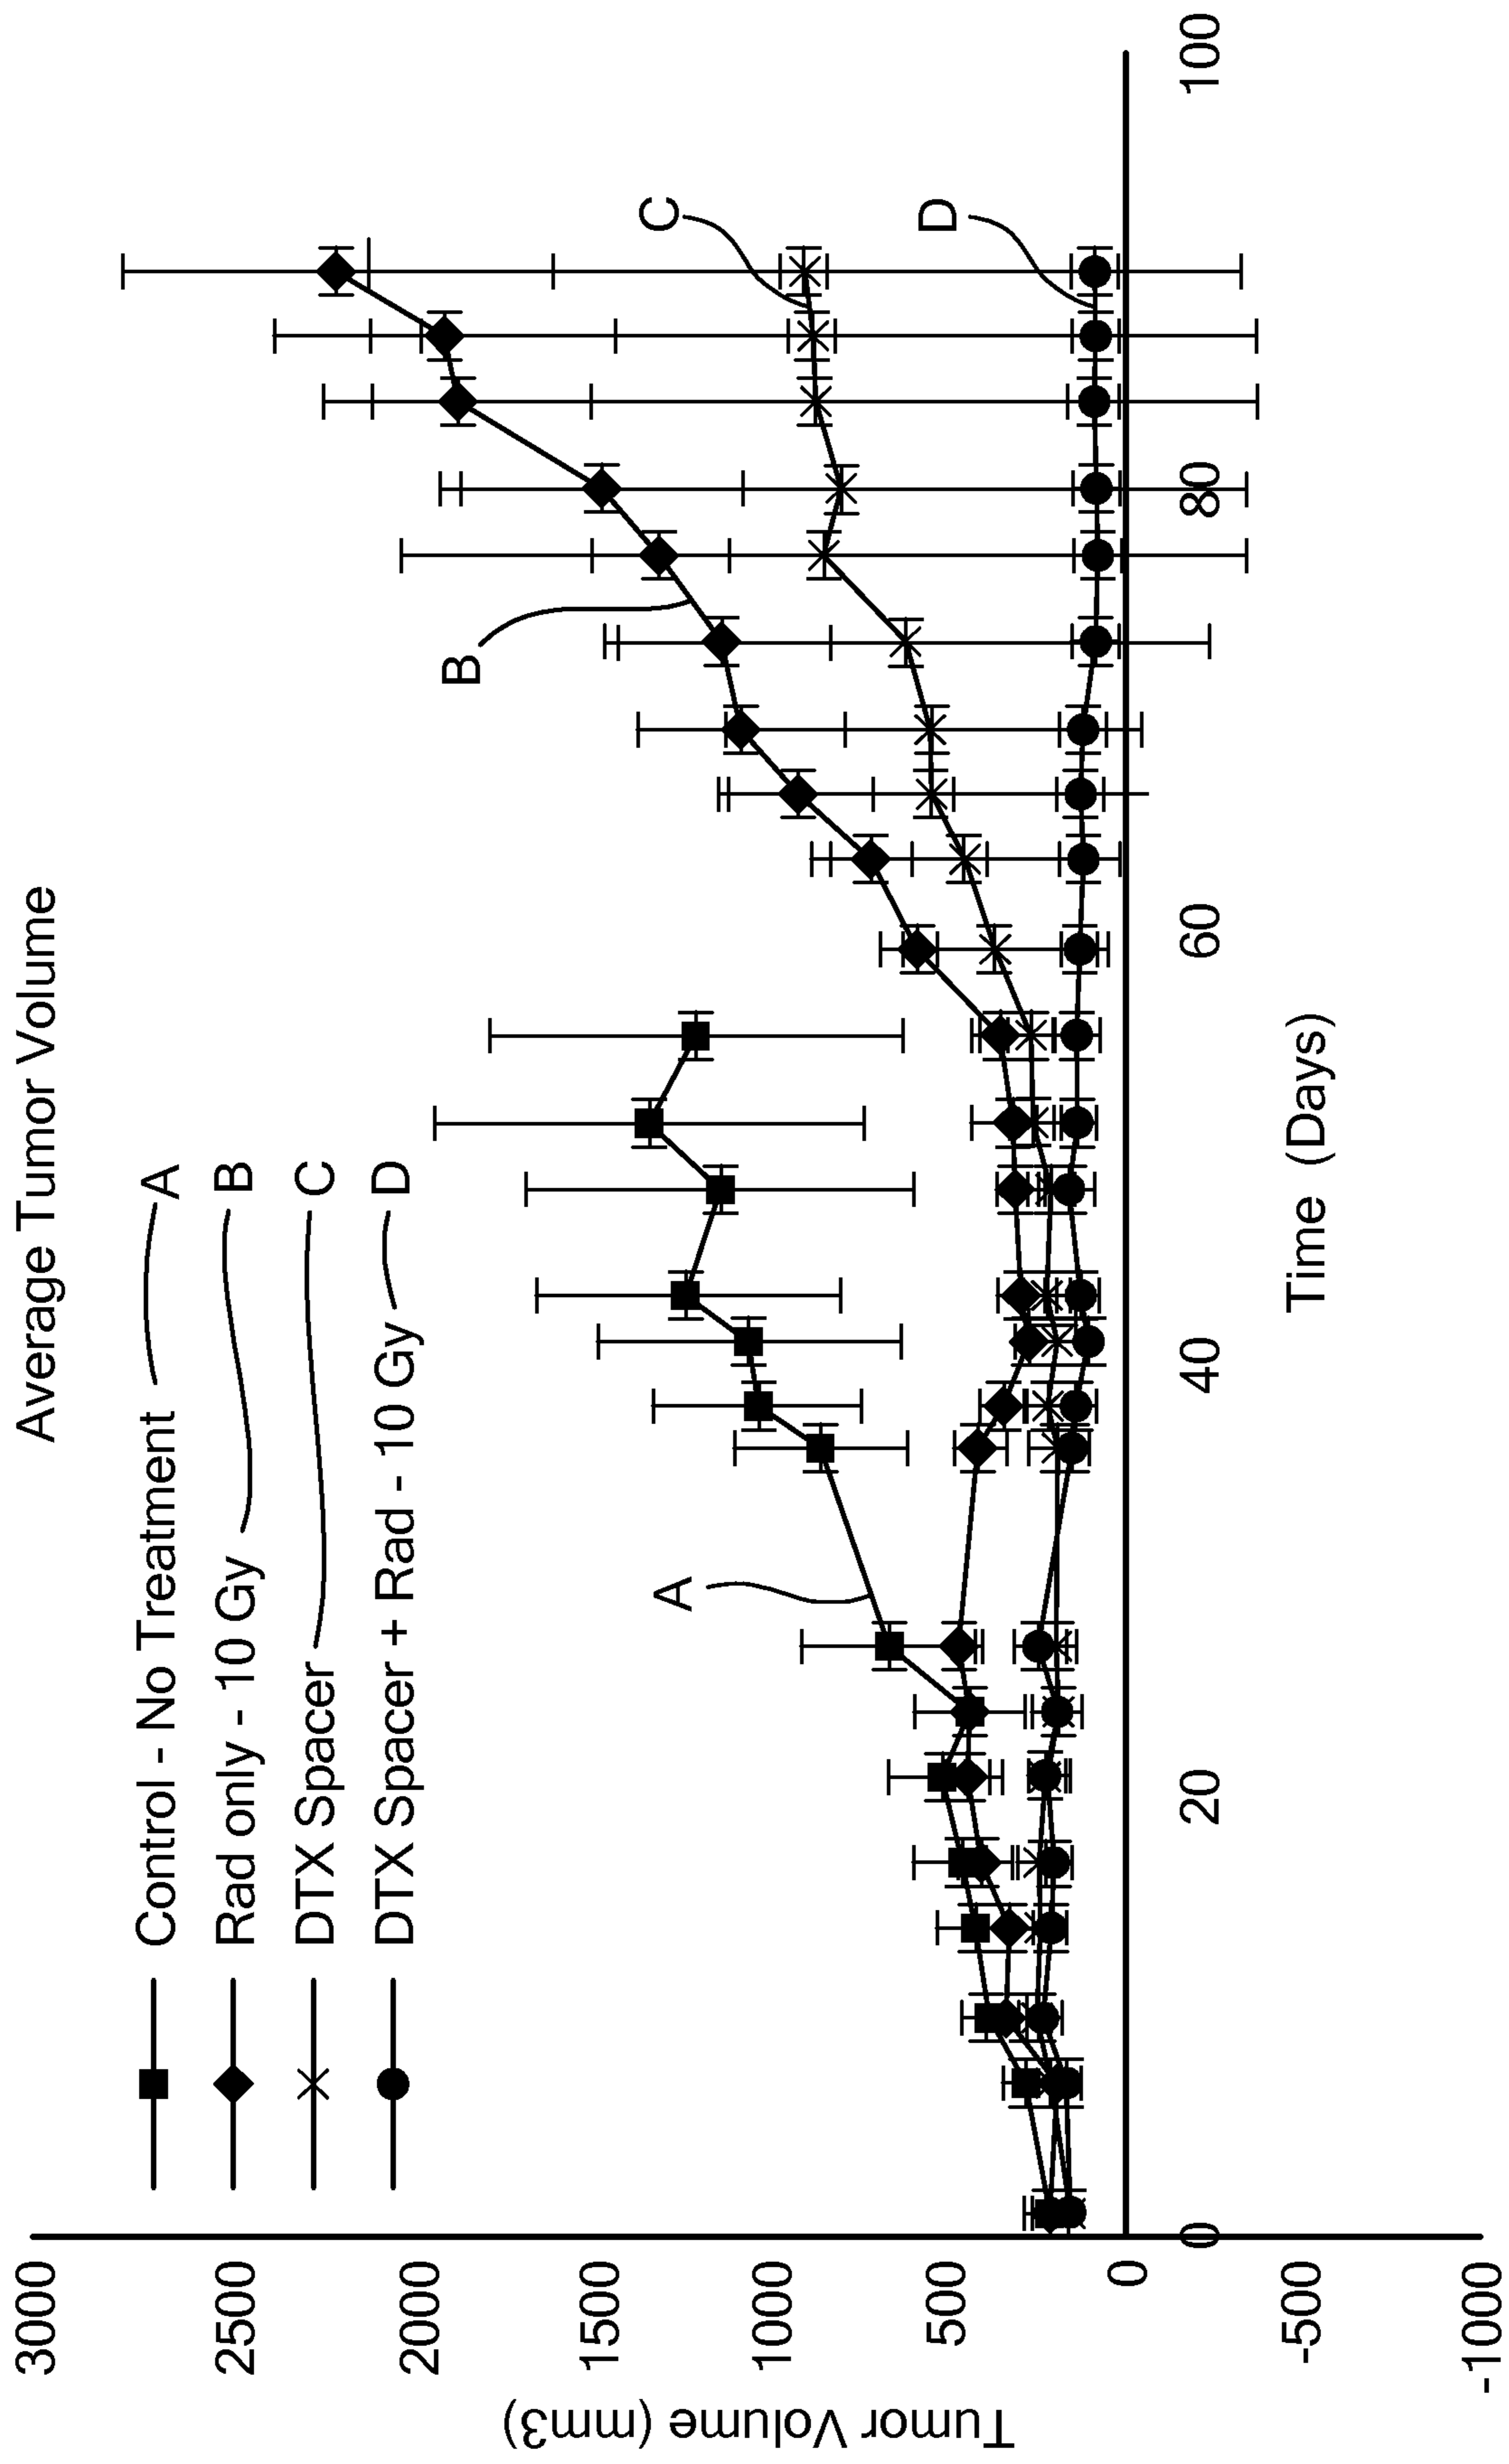 Average Tumor Volume
Control - No Treatment A
Rad only - 10 Gy B
DTX Spacer C
DTX Spacer + Rad - 10 Gy D
3000
2500
2000
1500
1000
500
0
-500
-1000
Tumor Volume (mm3)
A
B
C
D
0 20 40 60 80 100
Time (Days)